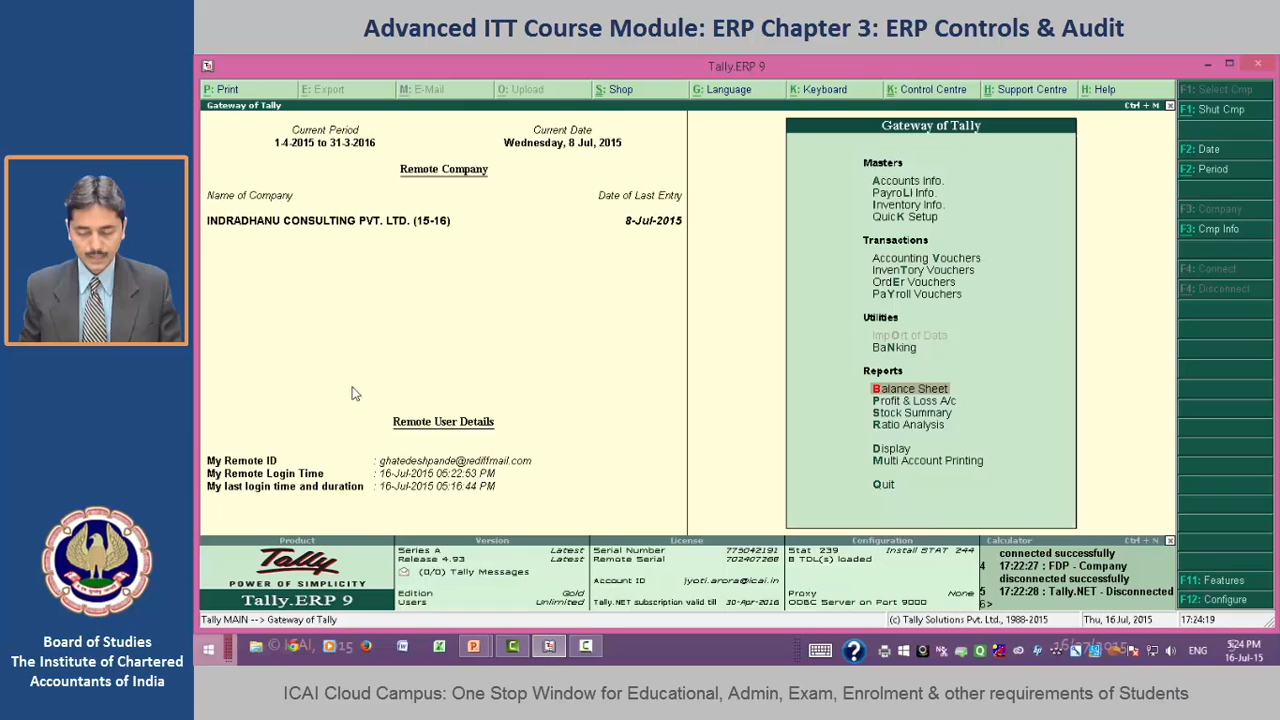 Advanced ITT Course Module: ERP Chapter 3: ERP Controls & Audit
Tally.ERP 9
P: Print
E: Export
M: E-Mail
O: Upload
S: Shop
G: Language
K: Keyboard
K: Control Centre
H: Support Centre
H: Help
F1: Select Cmp
F1: Shut Cmp
F2: Date
F2: Period
F3: Company
F3: Cmp Info
F4: Connect
F4: Disconnect
F11: Features
F12: Configure
Gateway of Tally
Ctrl + M
Current Period
1-4-2015 to 31-3-2016
Current Date
Wednesday, 8 Jul, 2015
Remote Company
Name of Company
Date of Last Entry
INDRADHANU CONSULTING PVT. LTD. (15-16)
8-Jul-2015
Remote User Details
My Remote ID : ghatedeshpande@rediffmail.com
My Remote Login Time : 16-Jul-2015 05:22:53 PM
My last login time and duration : 16-Jul-2015 05:16:44 PM
Gateway of Tally
Masters
Accounts Info.
PayroLl Info.
Inventory Info.
QuicK Setup
Transactions
Accounting Vouchers
InvenTory Vouchers
OrdEr Vouchers
PaYroll Vouchers
Utilities
ImpOrt of Data
BaNking
Reports
Balance Sheet
Profit & Loss A/c
Stock Summary
Ratio Analysis
Display
Multi Account Printing
Quit
Product
Tally
POWER OF SIMPLICITY
Tally.ERP 9
Version
Series A Latest
Release 4.93 Latest
(0/0) Tally Messages
Edition Gold
Users Unlimited
License
Serial Number 775042191
Serial Number 702407268
Account ID jyoti.arora@icai.in
Tally.NET subscription valid till 30-Apr-2016
Configuration
Stat 239 Install STAT 244
8 TDL(s) loaded
Proxy None
ODBC Server on Port 9000
Calculator
Ctrl + N
connected successfully
4 17:22:27 : FDP - Company
disconnected successfully
5 17:22:28 : Tally.NET - Disconnected
6>
Tally MAIN --> Gateway of Tally
(c) Tally Solutions Pvt. Ltd., 1988-2015
Thu, 16 Jul, 2015
17:24:19
© ICAI, 2015
16/07/2015
ENG
5:24 PM
16-Jul-15
Board of Studies
The Institute of Chartered
Accountants of India
ICAI Cloud Campus: One Stop Window for Educational, Admin, Exam, Enrolment & other requirements of Students